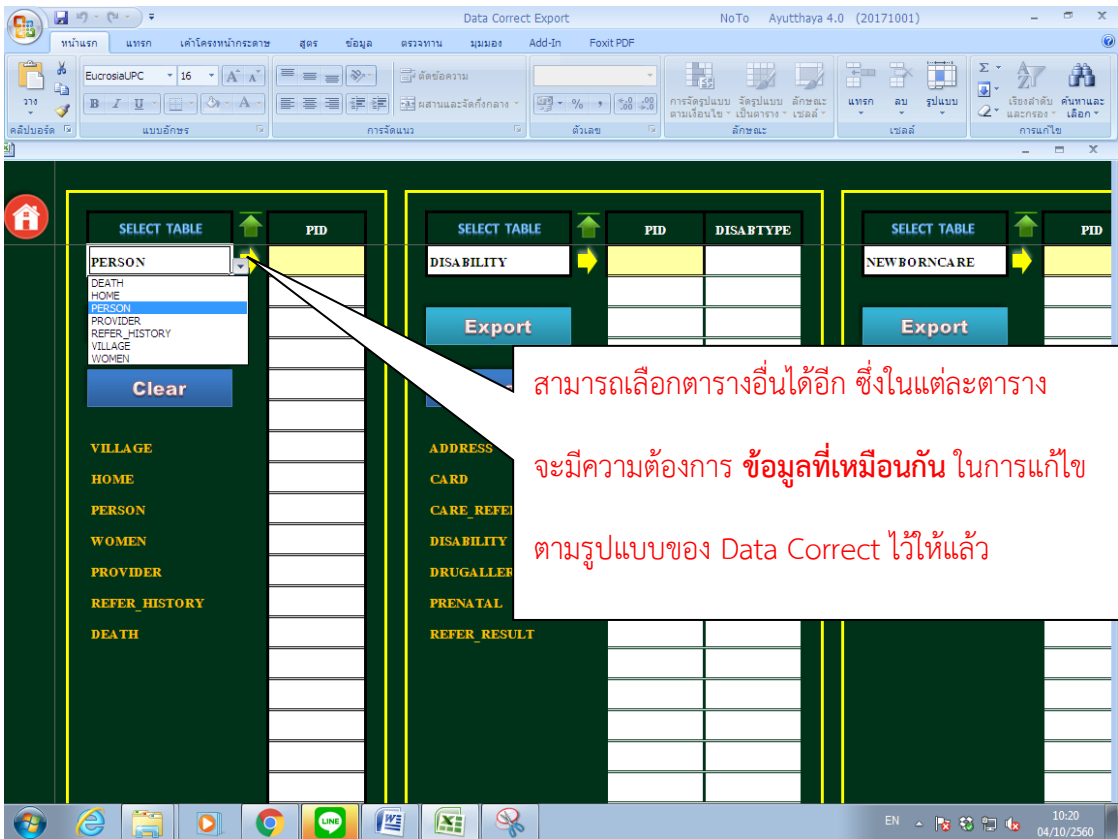 Data Correct Export NoTo Ayutthaya 4.0 (20171001)
หน้าแรก แทรก เค้าโครงหน้ากระดาษ สูตร ข้อมูล ตรวจทาน มุมมอง Add-In Foxit PDF
EucrosiaUPC 16 A A ตัดข้อความ
วาง B I U A ผสานและจัดกึ่งกลาง % , .0 .00 .00 .0 การจัดรูปแบบ ตามเงื่อนไข จัดรูปแบบ เป็นตาราง ลักษณะ เซลล์ แทรก ลบ รูปแบบ Σ เรียงลำดับ และกรอง ค้นหาและ เลือก
คลิปบอร์ด แบบอักษร การจัดแนว ตัวเลข ลักษณะ เซลล์ การแก้ไข
SELECT TABLE PID SELECT TABLE PID DISABTYPE SELECT TABLE PID
PERSON DISABILITY NEWBORNCARE
DEATH
HOME
PERSON
PROVIDER
REFER_HISTORY
VILLAGE
WOMEN
Export Export
Clear
สามารถเลือกตารางอื่นได้อีก ซึ่งในแต่ละตาราง
จะมีความต้องการ ข้อมูลที่เหมือนกัน ในการแก้ไข
ตามรูปแบบของ Data Correct ไว้ให้แล้ว
VILLAGE ADDRESS
HOME CARD
PERSON CARE_REFE
WOMEN DISABILITY
PROVIDER DRUGALLER
REFER_HISTORY PRENATAL
DEATH REFER_RESULT
LINE EN 10:20
04/10/2560